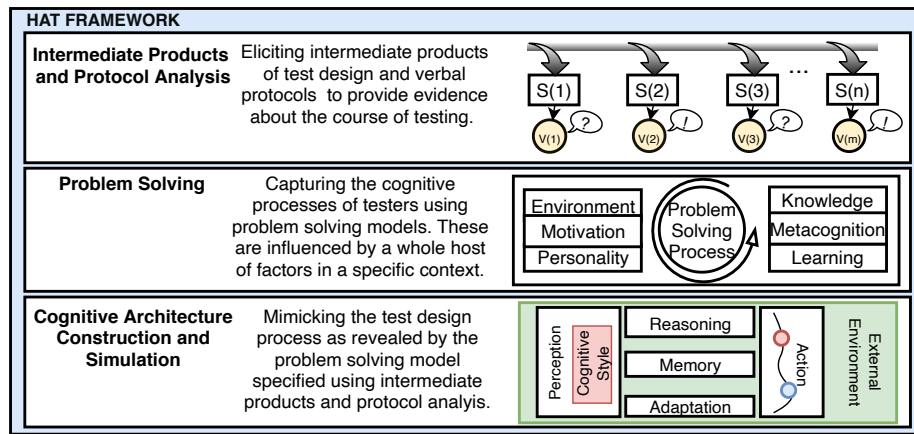 HAT FRAMEWORK
Intermediate Products
and Protocol Analysis
Eliciting intermediate products
of test design and verbal
protocols to provide evidence
about the course of testing.
S(1)
S(2)
S(3)
...
S(n)
V(1)
?
V(2)
!
V(3)
?
V(m)
!
Problem Solving
Capturing the cognitive
processes of testers using
problem solving models. These
are influenced by a whole host
of factors in a specific context.
Environment
Motivation
Personality
Problem
Solving
Process
Knowledge
Metacognition
Learning
Cognitive Architecture
Construction and
Simulation
Mimicking the test design
process as revealed by the
problem solving model
specified using intermediate
products and protocol analyis.
Perception
Cognitive
Style
Reasoning
Memory
Adaptation
Action
External
Environment